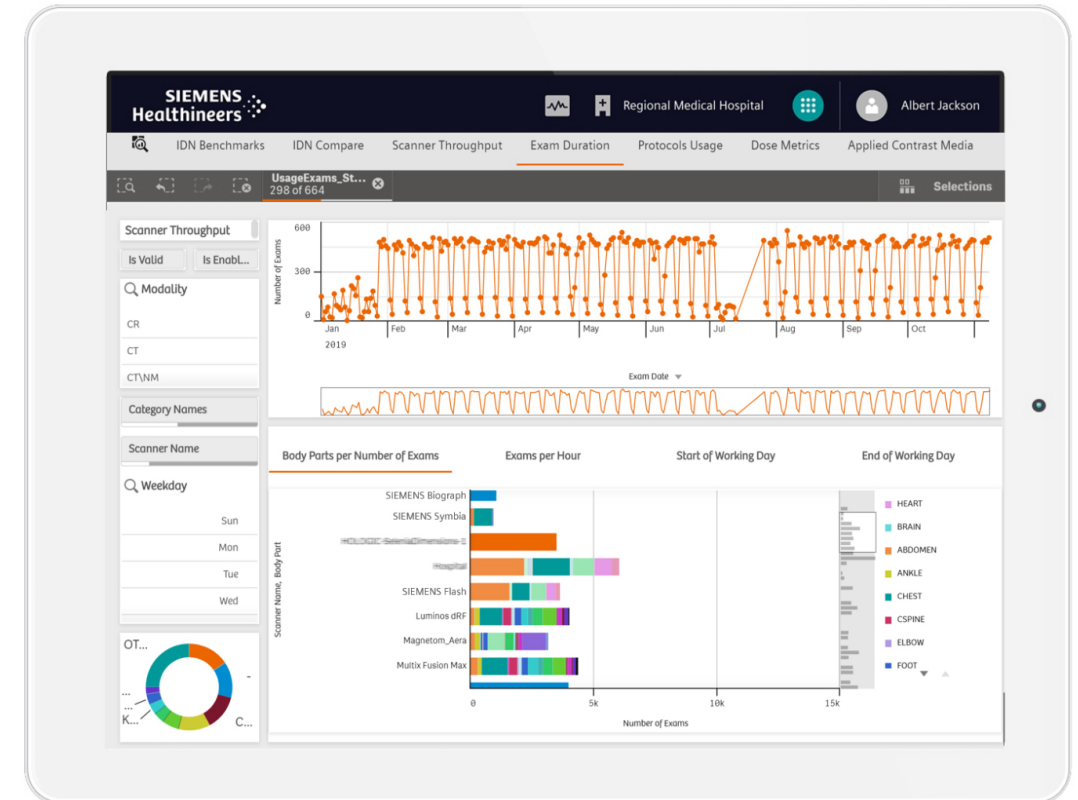 SIEMENS
Healthineers
Regional Medical Hospital
Albert Jackson
IDN Benchmarks
IDN Compare
Scanner Throughput
Exam Duration
Protocols Usage
Dose Metrics
Applied Contrast Media
UsageExams_St...
298 of 664
Selections
Scanner Throughput
Is Valid
Is Enabl...
Modality
CR
CT
CT\NM
Category Names
Scanner Name
Weekday
Sun
Mon
Tue
Wed
OT...
-
...
...
K...
C...
Number of Exams
600
300
0
Jan
Feb
Mar
Apr
May
Jun
Jul
Aug
Sep
Oct
2019
Exam Date
Body Parts per Number of Exams
Exams per Hour
Start of Working Day
End of Working Day
Scanner Name, Body Part
SIEMENS Biograph
SIEMENS Symbia
Hospital
SIEMENS Flash
Luminos dRF
Magnetom_Aera
Multix Fusion Max
0
5k
10k
15k
Number of Exams
HEART
BRAIN
ABDOMEN
ANKLE
CHEST
CSPINE
ELBOW
FOOT